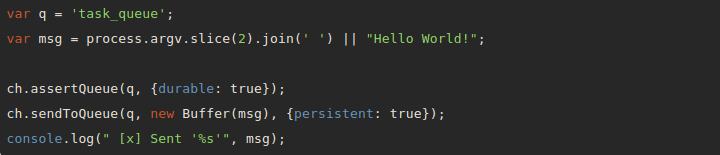 var q = 'task_queue';
var msg = process.argv.slice(2).join(' ') || "Hello World!";
ch.assertQueue(q, {durable: true});
ch.sendToQueue(q, new Buffer(msg), {persistent: true});
console.log(" [x] Sent '%s'", msg);